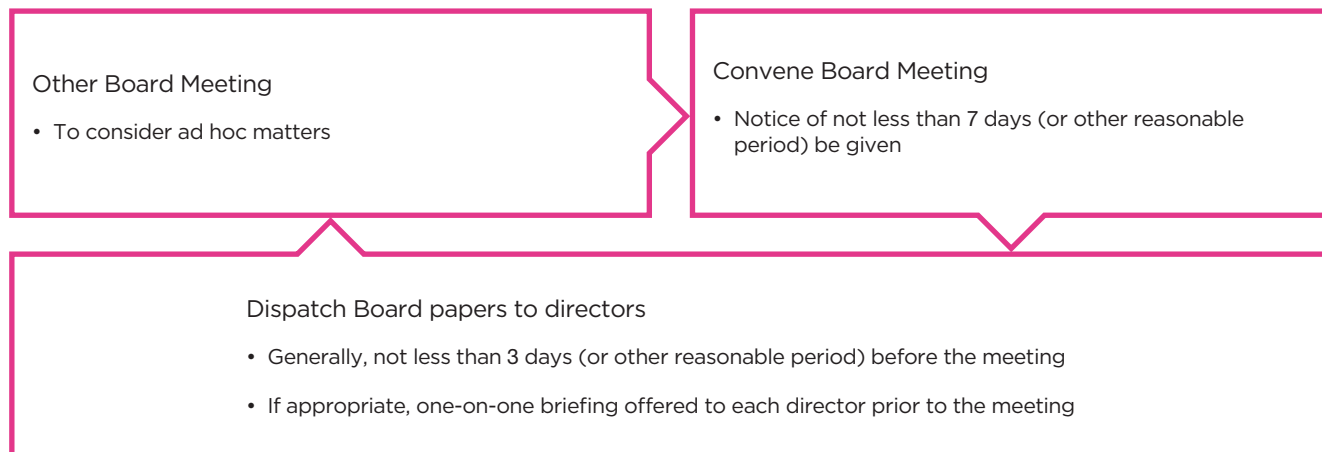 Other Board Meeting
• To consider ad hoc matters
Convene Board Meeting
• Notice of not less than 7 days (or other reasonable
period) be given
Dispatch Board papers to directors
• Generally, not less than 3 days (or other reasonable period) before the meeting
• If appropriate, one-on-one briefing offered to each director prior to the meeting